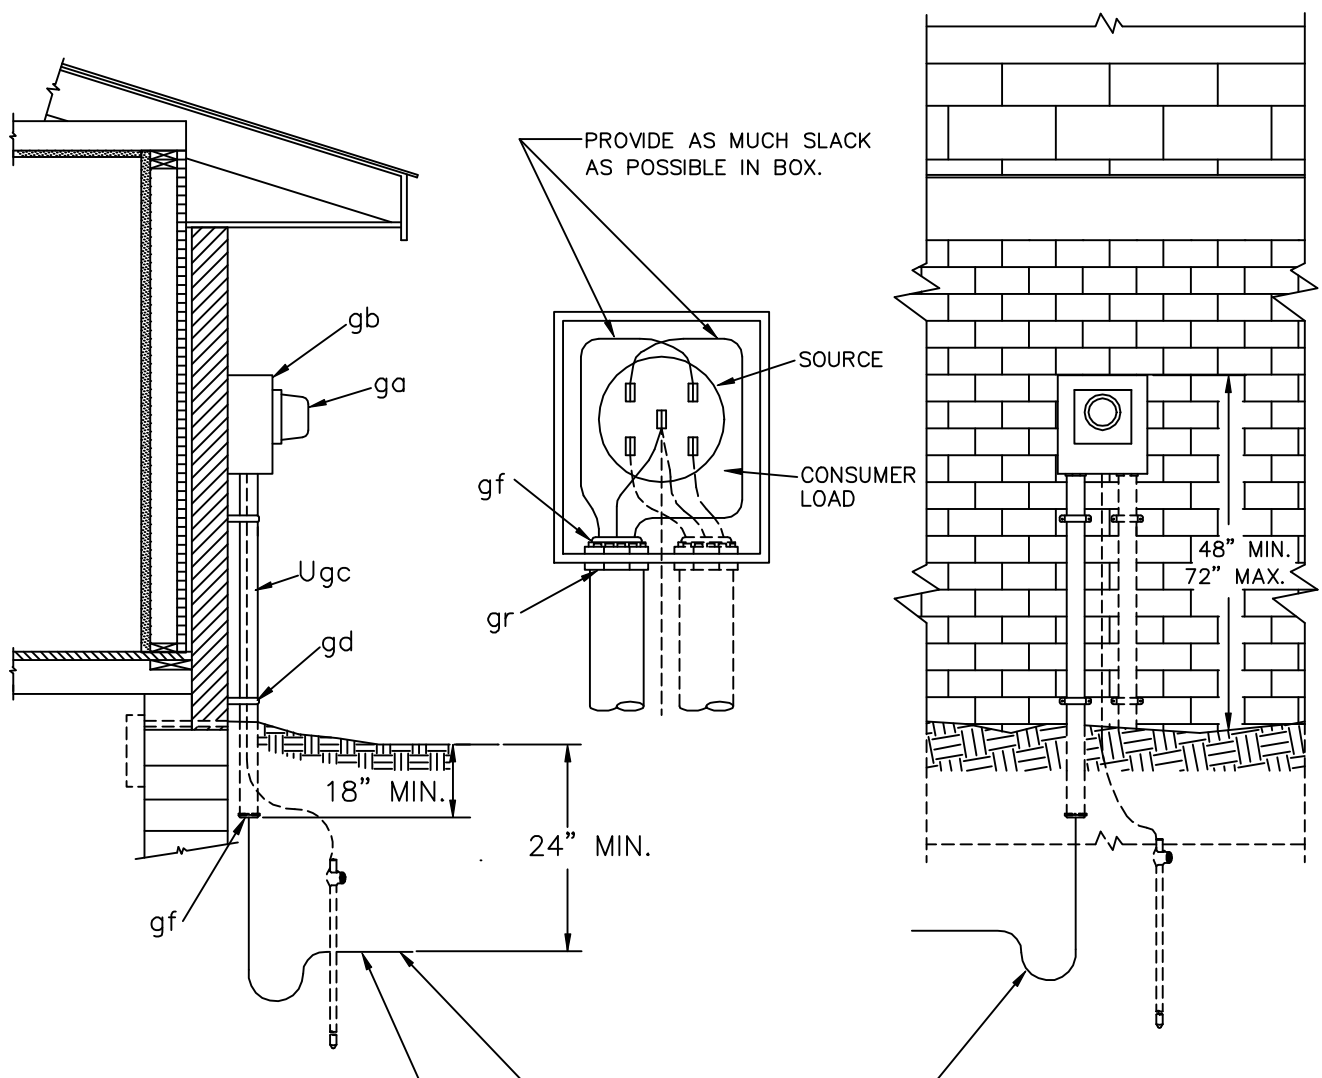 PROVIDE AS MUCH SLACK
AS POSSIBLE IN BOX.
gb
ga
SOURCE
CONSUMER
LOAD
gf
gr
Ugc
gd
48” MIN.
72” MAX.
18” MIN.
24” MIN.
gf